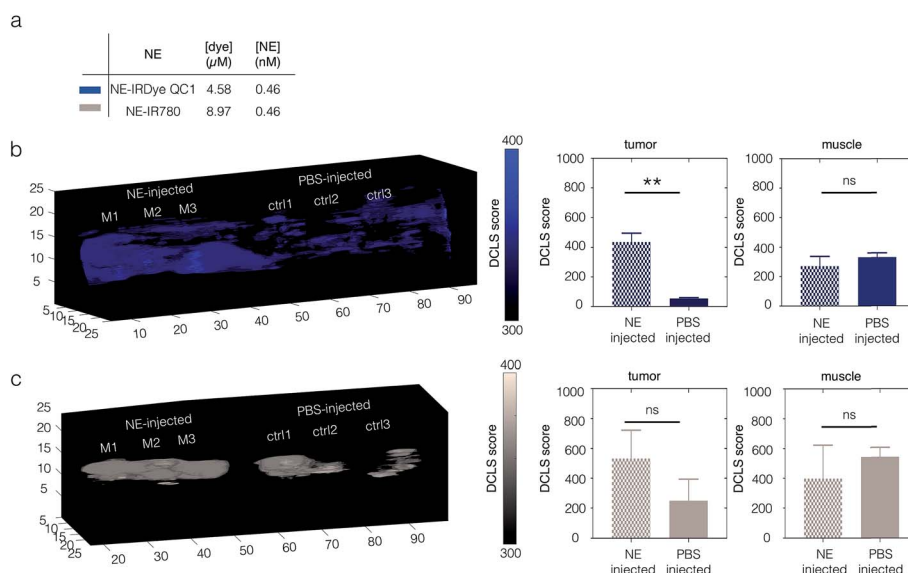 a
NE [dye] (µM) [NE] (nM)
NE-IRDye QC1 4.58 0.46
NE-IR780 8.97 0.46
b
25
20
15
10
5
NE-injected
M1 M2 M3
PBS-injected
ctrl1 ctrl2 ctrl3
5
10
15
20
25
10 20 30 40 50 60 70 80 90
400
DCLS score
300
tumor
DCLS score
1000
800
600
400
200
0
**
NE injected PBS injected
muscle
DCLS score
1000
800
600
400
200
0
ns
NE injected PBS injected
c
25
20
15
10
5
NE-injected
M1 M2 M3
PBS-injected
ctrl1 ctrl2 ctrl3
5
10
15
20
25
20 30 40 50 60 70 80 90
400
DCLS score
300
tumor
DCLS score
1000
800
600
400
200
0
ns
NE injected PBS injected
muscle
DCLS score
1000
800
600
400
200
0
ns
NE injected PBS injected